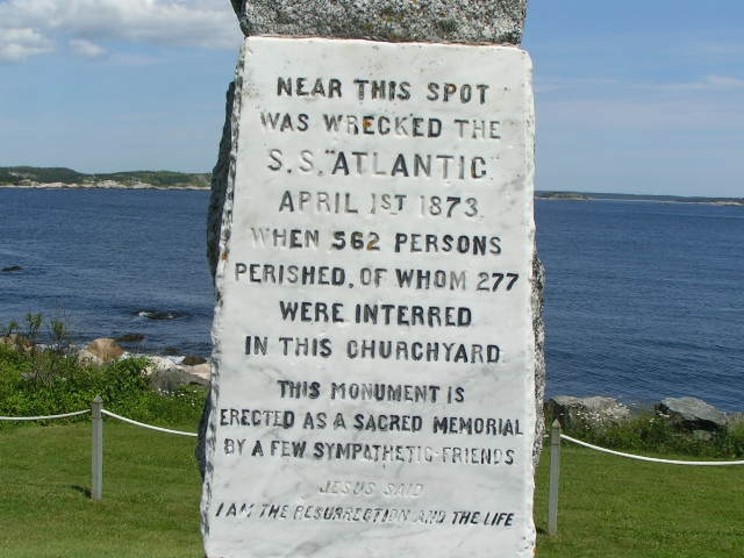 NEAR THIS SPOT
WAS WRECKED THE
S.S. "ATLANTIC"
APRIL 1ST 1873
WHEN 562 PERSONS
PERISHED, OF WHOM 277
WERE INTERRED
IN THIS CHURCHYARD
THIS MONUMENT IS
ERECTED AS A SACRED MEMORIAL
BY A FEW SYMPATHETIC FRIENDS
JESUS SAID
I AM THE RESURRECTION AND THE LIFE